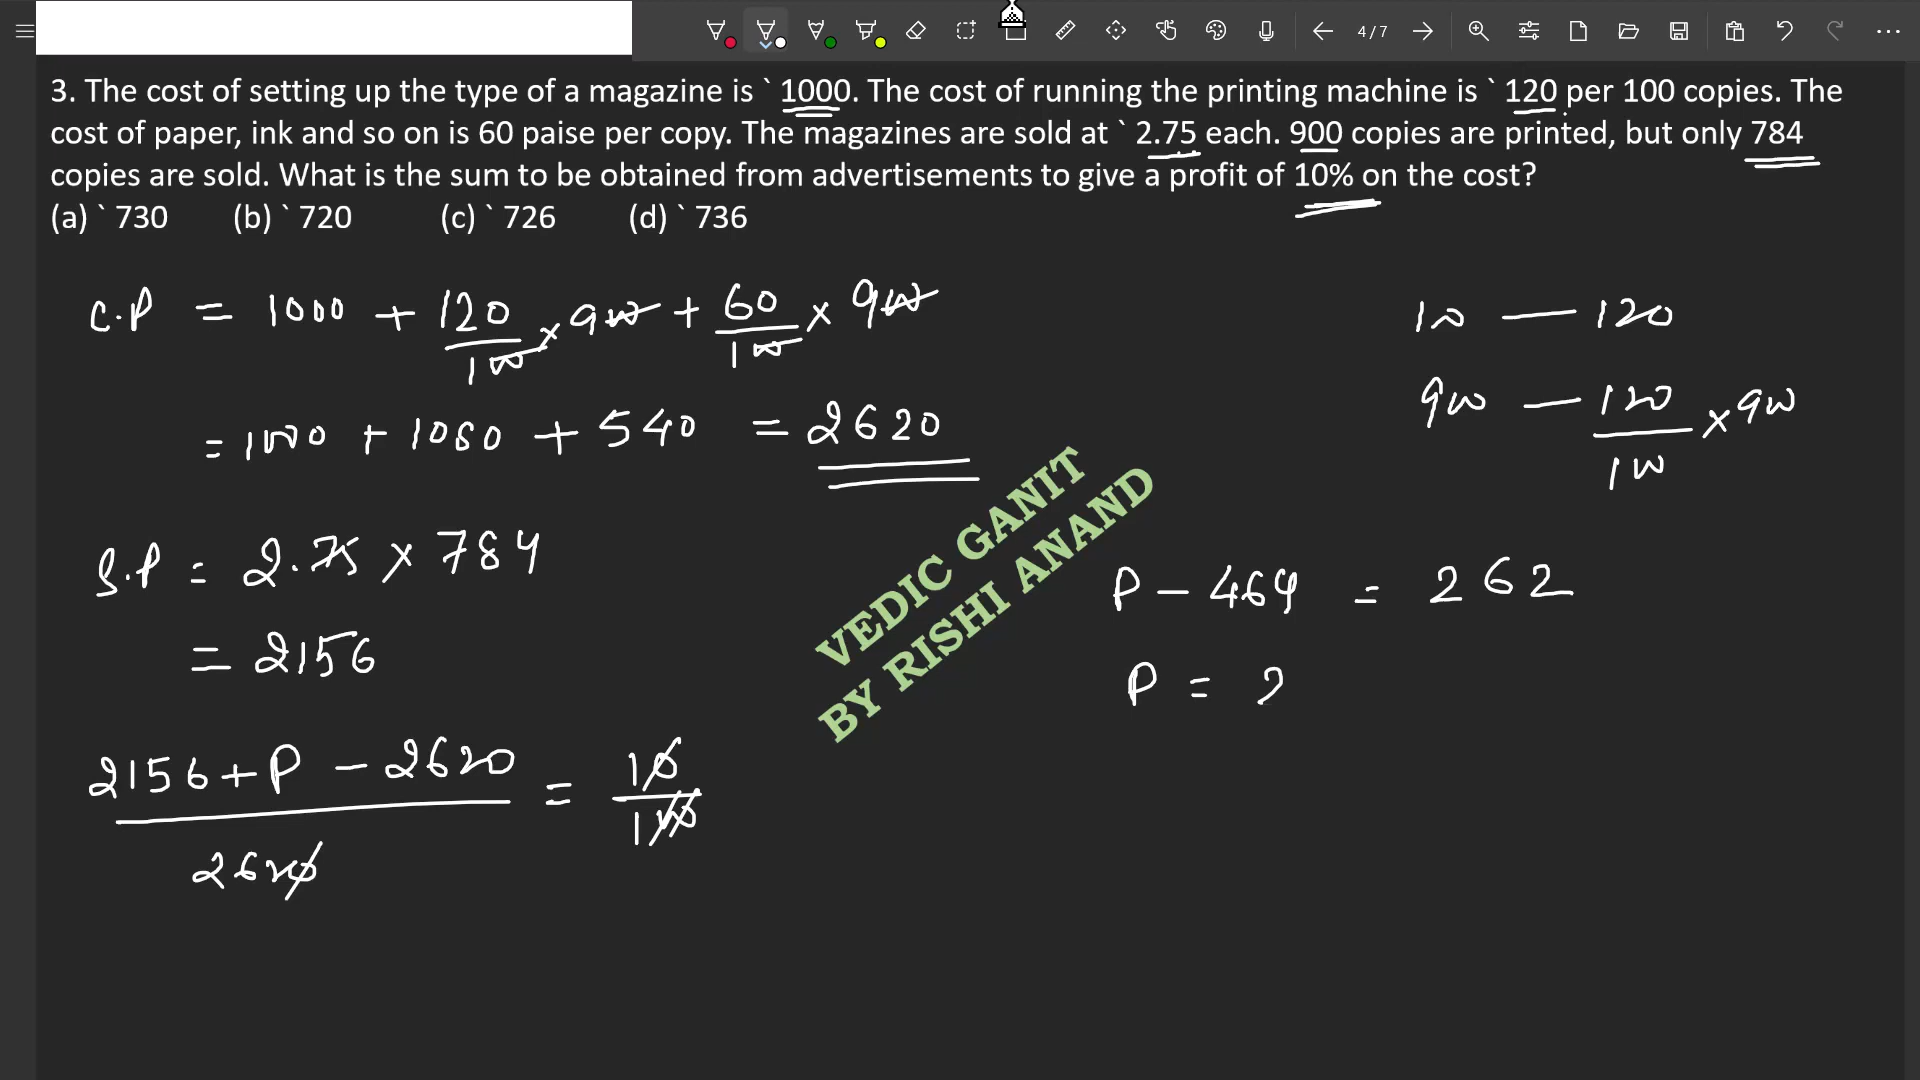 4 / 7
3. The cost of setting up the type of a magazine is ` 1000. The cost of running the printing machine is ` 120 per 100 copies. The
cost of paper, ink and so on is 60 paise per copy. The magazines are sold at ` 2.75 each. 900 copies are printed, but only 784
copies are sold. What is the sum to be obtained from advertisements to give a profit of 10% on the cost?
(a) ` 730 (b) ` 720 (c) ` 726 (d) ` 736
C.P = 1000 + 120/100 × 900 + 60/100 × 900
= 1000 + 1080 + 540 = 2620
100 — 120
900 — 120/100 × 900
S.P = 2.75 × 784
= 2156
2156 + P - 2620 / 2620 = 10/100
P - 464 = 262
P =
VEDIC GANIT
BY RISHI ANAND